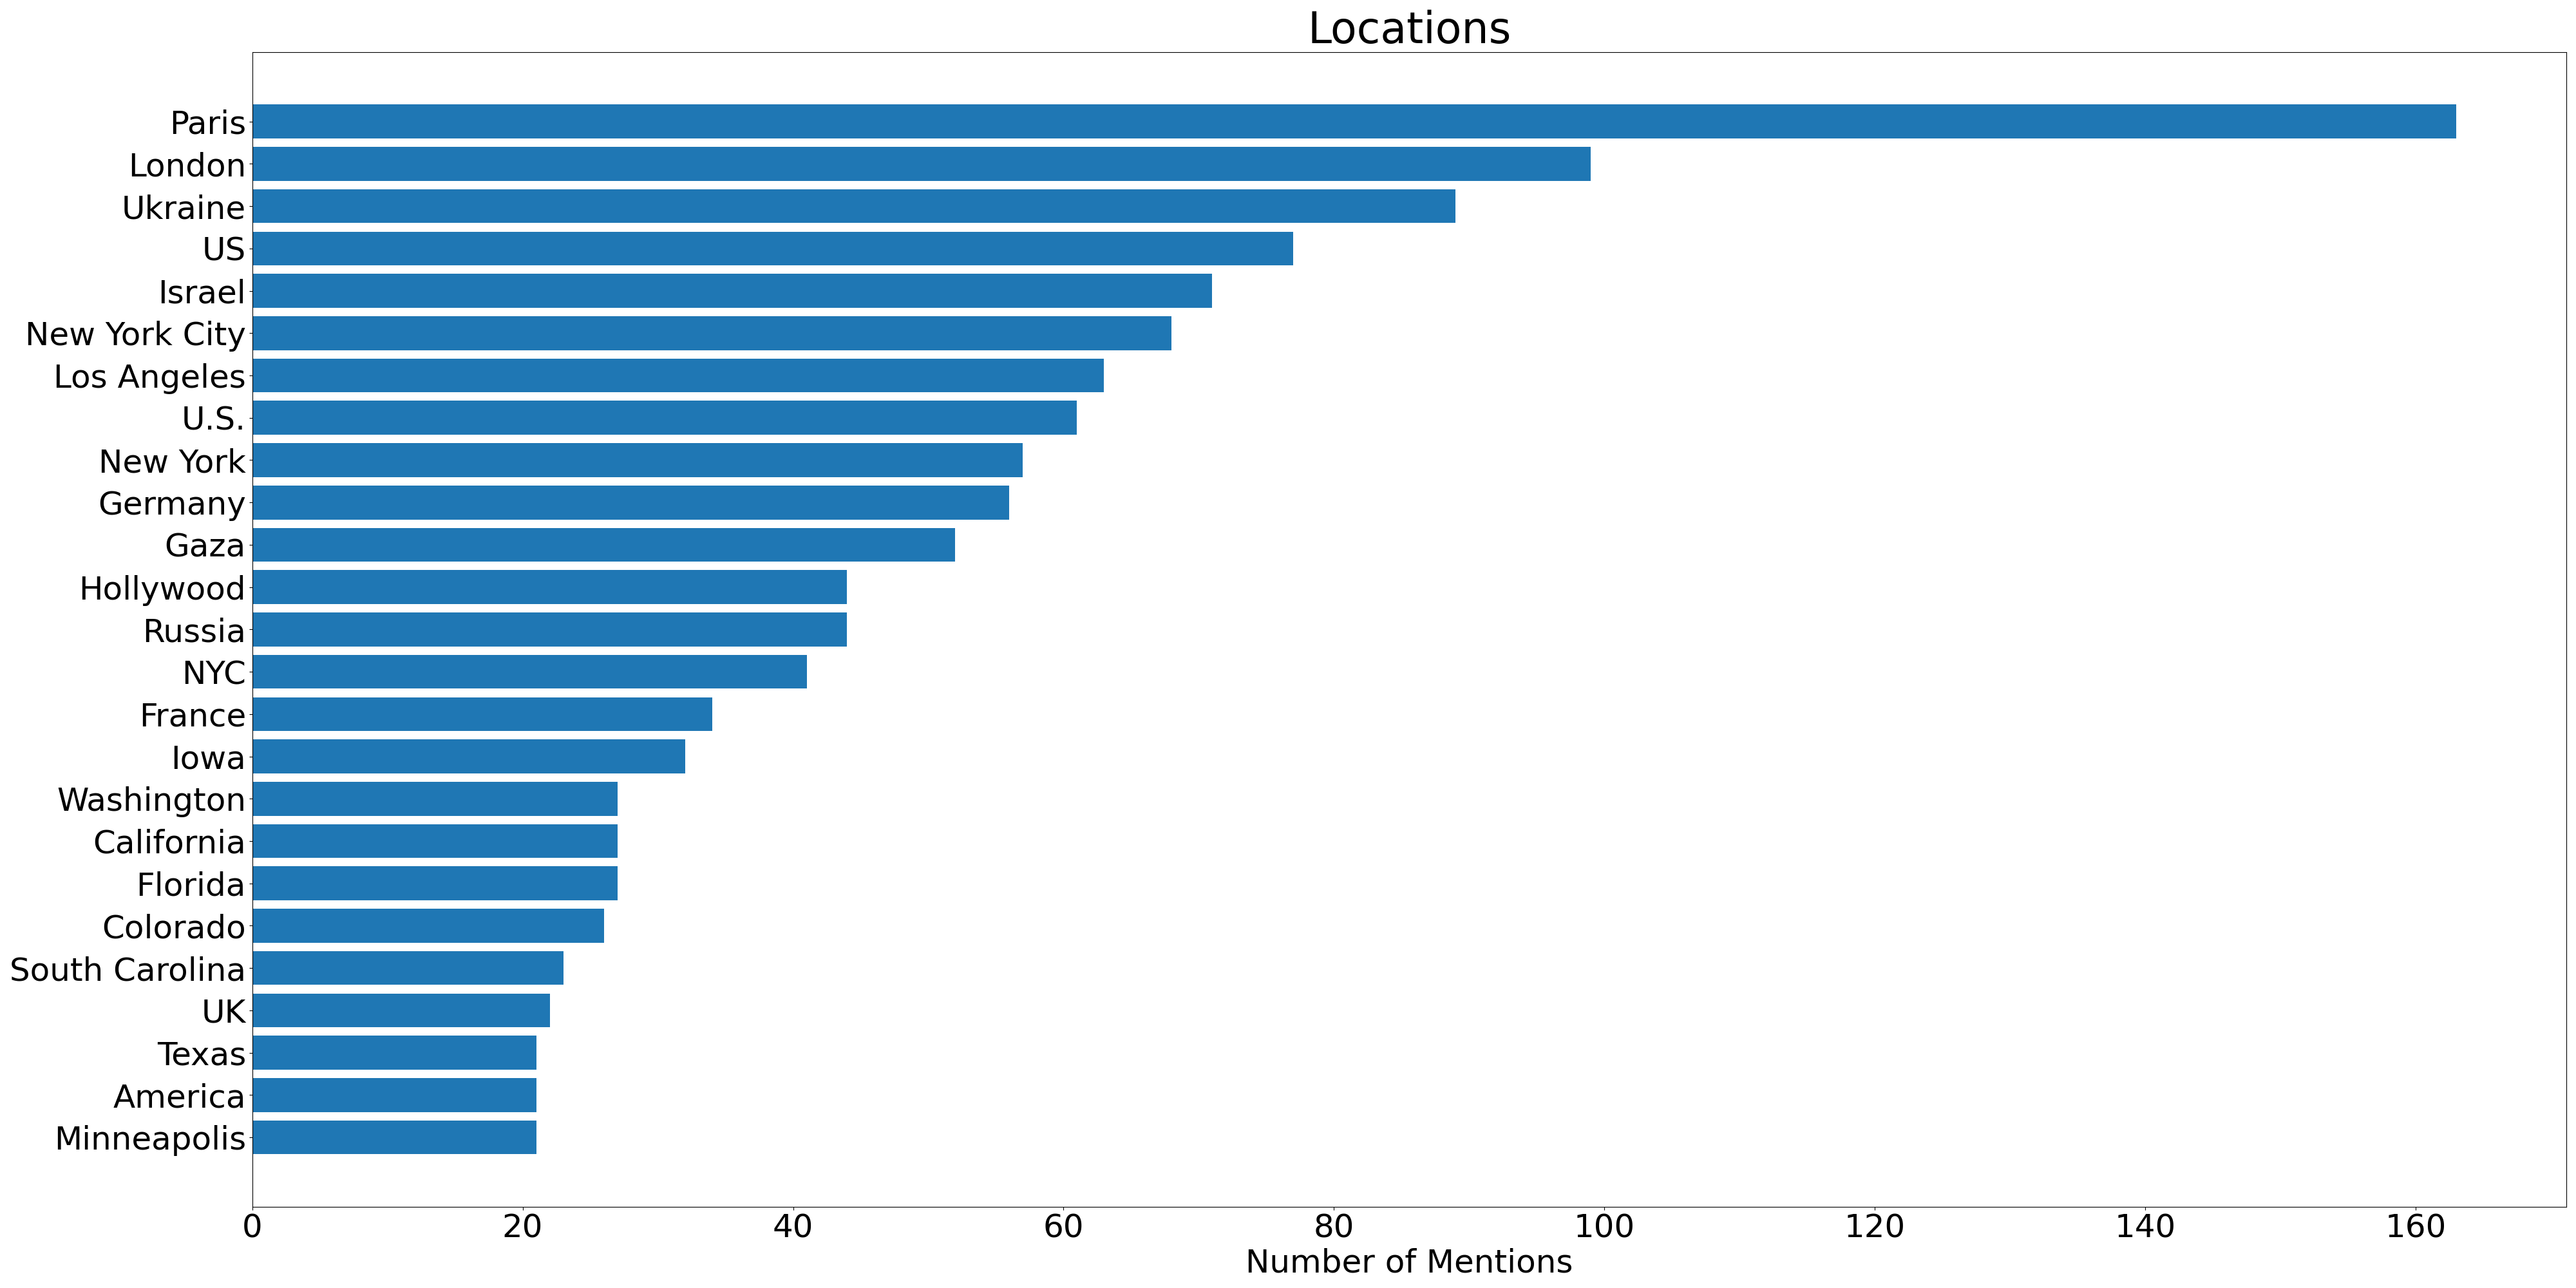 Locations
Paris
London
Ukraine
US
Israel
New York City
Los Angeles
U.S.
New York
Germany
Gaza
Hollywood
Russia
NYC
France
Iowa
Washington
California
Florida
Colorado
South Carolina
UK
Texas
America
Minneapolis
0 20 40 60 80 100 120 140 160
Number of Mentions